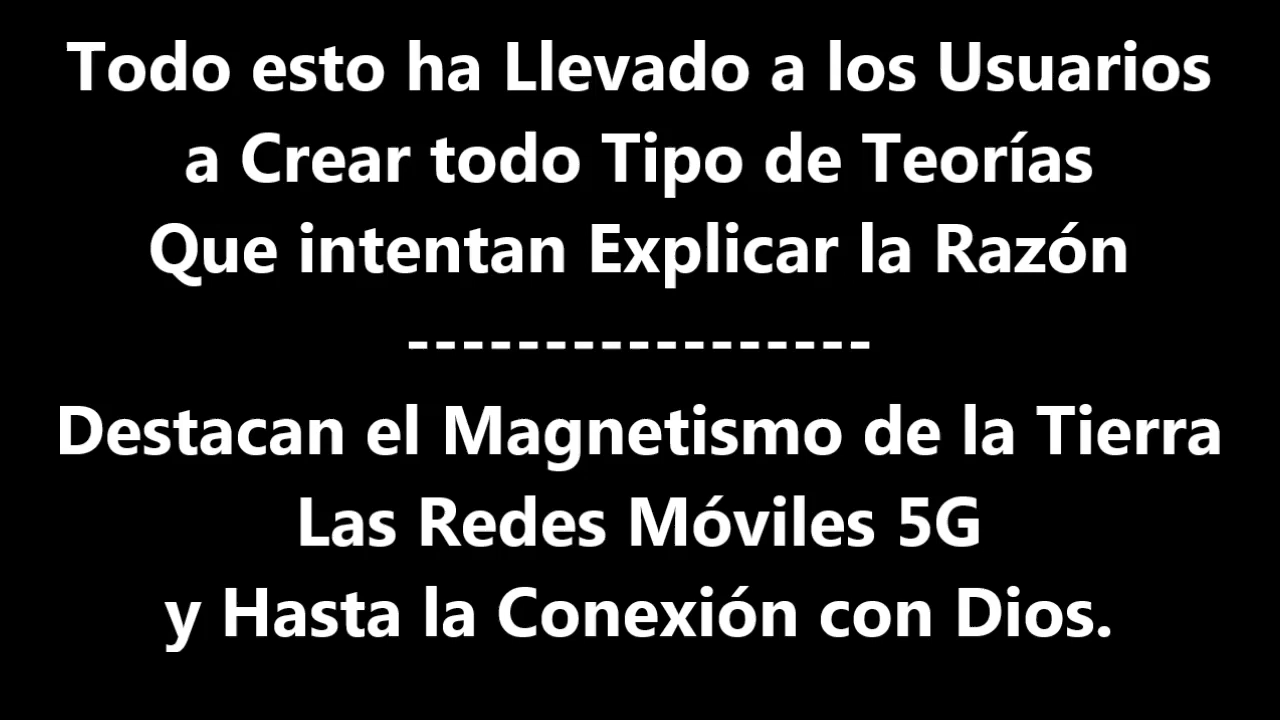 Todo esto ha Llevado a los Usuarios
a Crear todo Tipo de Teorías
Que intentan Explicar la Razón
-----------------
Destacan el Magnetismo de la Tierra
Las Redes Móviles 5G
y Hasta la Conexión con Dios.